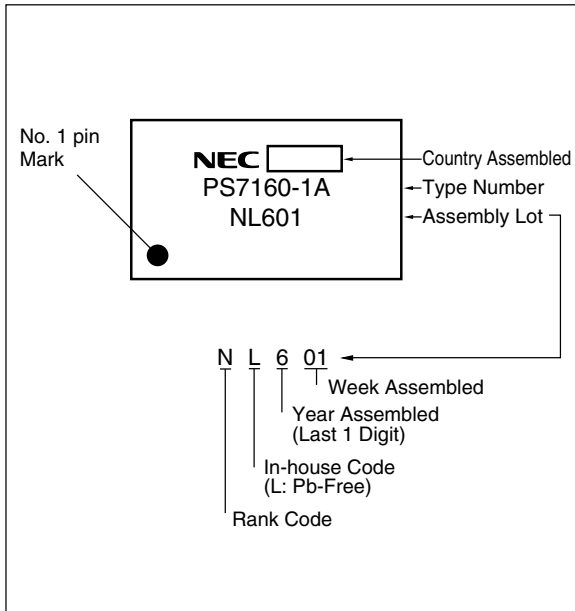 No. 1 pin
Mark
NEC
Country Assembled
PS7160-1A
Type Number
NL601
Assembly Lot
N L 6 01
Week Assembled
Year Assembled
(Last 1 Digit)
In-house Code
(L: Pb-Free)
Rank Code